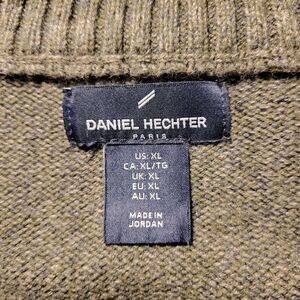 DANIEL HECHTER
PARIS
US: XL
CA: XL/TG
UK: XL
EU: XL
AU: XL
MADE IN
JORDAN